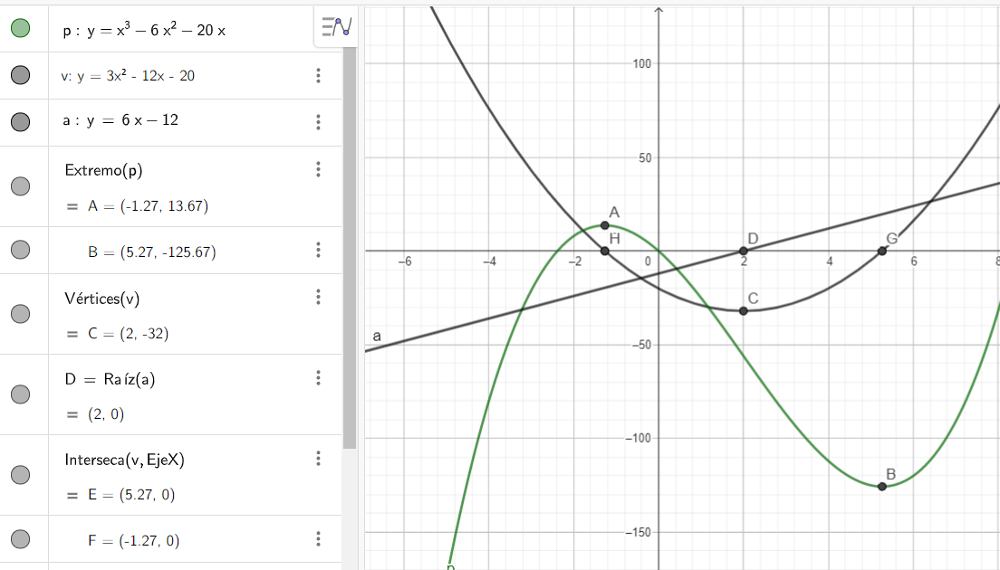 p : y = x³ – 6 x² – 20 x
v: y = 3x² - 12x - 20
a : y = 6 x – 12
Extremo(p)
= A = (-1.27, 13.67)
B = (5.27, -125.67)
Vértices(v)
= C = (2, -32)
D = Raíz(a)
= (2, 0)
Interseca(v, EjeX)
= E = (5.27, 0)
F = (-1.27, 0)
100
50
A
H
D
G
–6
–4
–2
0
2
4
6
8
C
a
–50
–100
B
–150
p